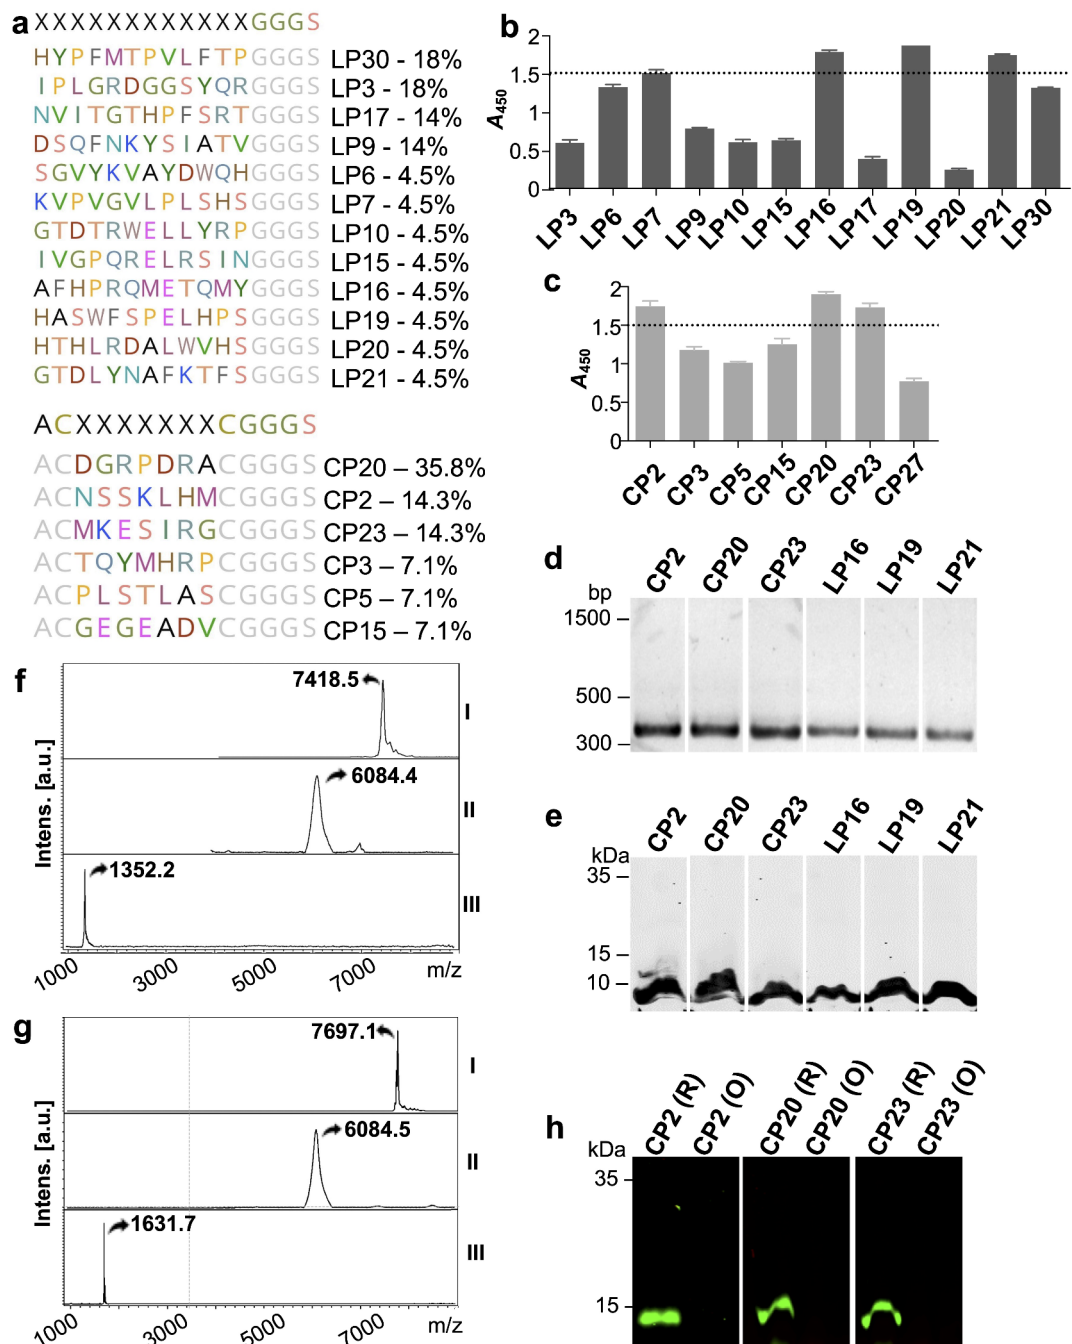 a
XXXXXXXXXXXXGGGS
HYPFMTPVLFTPGGGS LP30 - 18%
IPLGRDGGSYQRGGGS LP3 - 18%
NVITGTHPFSRTGGGS LP17 - 14%
DSQFNKYSIATVGGGS LP9 - 14%
SGVYKVAYDWQHGGGS LP6 - 4.5%
KVPVGVLPLSHSGGGS LP7 - 4.5%
GTDTRWELLYRPGGGS LP10 - 4.5%
IVGPQRELRSINGGGS LP15 - 4.5%
AFHPRQMETQMYGGGS LP16 - 4.5%
HASWFSPELHPSGGGS LP19 - 4.5%
HTHLRDALWVHSGGGS LP20 - 4.5%
GTDLYNAFKTFSGGGS LP21 - 4.5%
ACXXXXXXXCGGGS
ACDGRPDRACGGGS CP20 – 35.8%
ACNSSKLHMCGGGS CP2 – 14.3%
ACMKESIRGCGGGS CP23 – 14.3%
ACTQYMHRPCGGGS CP3 – 7.1%
ACPLSTLASCGGGS CP5 – 7.1%
ACGEGEADVCGGGS CP15 – 7.1%
b
A450
2
1.5
1
0.5
0
LP3 LP6 LP7 LP9 LP10 LP15 LP16 LP17 LP19 LP20 LP21 LP30
c
A450
2
1.5
1
0.5
0
CP2 CP3 CP5 CP15 CP20 CP23 CP27
d
CP2 CP20 CP23 LP16 LP19 LP21
bp
1500
500
300
e
CP2 CP20 CP23 LP16 LP19 LP21
kDa
35
15
10
f
Intens. [a.u.]
7418.5
I
6084.4
II
1352.2
III
1000 3000 5000 7000 m/z
g
Intens. [a.u.]
7697.1
I
6084.5
II
1631.7
III
1000 3000 5000 7000 m/z
h
CP2 (R) CP2 (O) CP20 (R) CP20 (O) CP23 (R) CP23 (O)
kDa
35
15